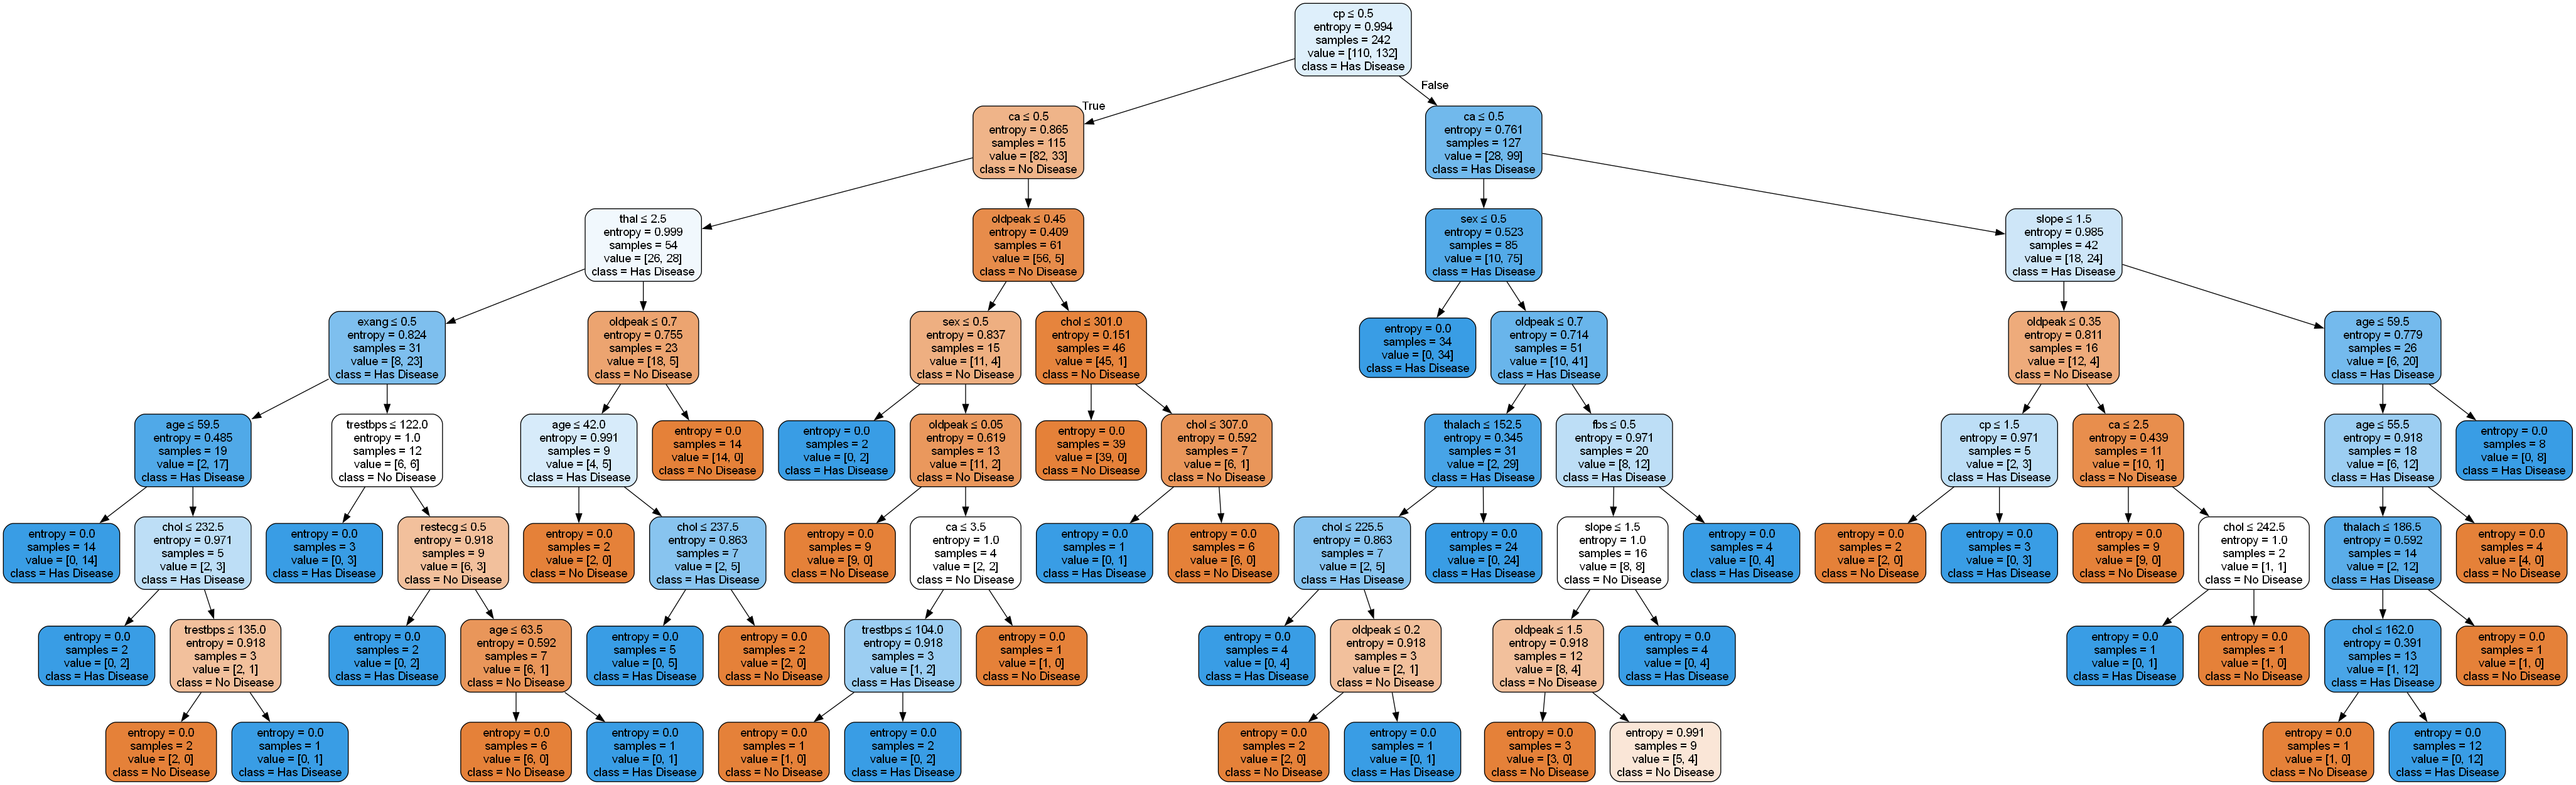 cp ≤ 0.5
entropy = 0.994
samples = 242
value = [110, 132]
class = Has Disease
True
False
ca ≤ 0.5
entropy = 0.865
samples = 115
value = [82, 33]
class = No Disease
ca ≤ 0.5
entropy = 0.761
samples = 127
value = [28, 99]
class = Has Disease
thal ≤ 2.5
entropy = 0.999
samples = 54
value = [26, 28]
class = Has Disease
oldpeak ≤ 0.45
entropy = 0.409
samples = 61
value = [56, 5]
class = No Disease
sex ≤ 0.5
entropy = 0.523
samples = 85
value = [10, 75]
class = Has Disease
slope ≤ 1.5
entropy = 0.985
samples = 42
value = [18, 24]
class = Has Disease
exang ≤ 0.5
entropy = 0.824
samples = 31
value = [8, 23]
class = Has Disease
oldpeak ≤ 0.7
entropy = 0.755
samples = 23
value = [18, 5]
class = No Disease
sex ≤ 0.5
entropy = 0.837
samples = 15
value = [11, 4]
class = No Disease
chol ≤ 301.0
entropy = 0.151
samples = 46
value = [45, 1]
class = No Disease
entropy = 0.0
samples = 34
value = [0, 34]
class = Has Disease
oldpeak ≤ 0.7
entropy = 0.714
samples = 51
value = [10, 41]
class = Has Disease
oldpeak ≤ 0.35
entropy = 0.811
samples = 16
value = [12, 4]
class = No Disease
age ≤ 59.5
entropy = 0.779
samples = 26
value = [6, 20]
class = Has Disease
age ≤ 59.5
entropy = 0.485
samples = 19
value = [2, 17]
class = Has Disease
trestbps ≤ 122.0
entropy = 1.0
samples = 12
value = [6, 6]
class = No Disease
age ≤ 42.0
entropy = 0.991
samples = 9
value = [4, 5]
class = Has Disease
entropy = 0.0
samples = 14
value = [14, 0]
class = No Disease
entropy = 0.0
samples = 2
value = [0, 2]
class = Has Disease
oldpeak ≤ 0.05
entropy = 0.619
samples = 13
value = [11, 2]
class = No Disease
entropy = 0.0
samples = 39
value = [39, 0]
class = No Disease
chol ≤ 307.0
entropy = 0.592
samples = 7
value = [6, 1]
class = No Disease
thalach ≤ 152.5
entropy = 0.345
samples = 31
value = [2, 29]
class = Has Disease
fbs ≤ 0.5
entropy = 0.971
samples = 20
value = [8, 12]
class = Has Disease
cp ≤ 1.5
entropy = 0.971
samples = 5
value = [2, 3]
class = Has Disease
ca ≤ 2.5
entropy = 0.439
samples = 11
value = [10, 1]
class = No Disease
age ≤ 55.5
entropy = 0.918
samples = 18
value = [6, 12]
class = Has Disease
entropy = 0.0
samples = 8
value = [0, 8]
class = Has Disease
entropy = 0.0
samples = 14
value = [0, 14]
class = Has Disease
chol ≤ 232.5
entropy = 0.971
samples = 5
value = [2, 3]
class = Has Disease
entropy = 0.0
samples = 3
value = [0, 3]
class = Has Disease
restecg ≤ 0.5
entropy = 0.918
samples = 9
value = [6, 3]
class = No Disease
entropy = 0.0
samples = 2
value = [2, 0]
class = No Disease
chol ≤ 237.5
entropy = 0.863
samples = 7
value = [2, 5]
class = Has Disease
entropy = 0.0
samples = 9
value = [9, 0]
class = No Disease
ca ≤ 3.5
entropy = 1.0
samples = 4
value = [2, 2]
class = No Disease
entropy = 0.0
samples = 1
value = [0, 1]
class = Has Disease
entropy = 0.0
samples = 6
value = [6, 0]
class = No Disease
chol ≤ 225.5
entropy = 0.863
samples = 7
value = [2, 5]
class = Has Disease
entropy = 0.0
samples = 24
value = [0, 24]
class = Has Disease
slope ≤ 1.5
entropy = 1.0
samples = 16
value = [8, 8]
class = No Disease
entropy = 0.0
samples = 4
value = [0, 4]
class = Has Disease
entropy = 0.0
samples = 2
value = [2, 0]
class = No Disease
entropy = 0.0
samples = 3
value = [0, 3]
class = Has Disease
entropy = 0.0
samples = 9
value = [9, 0]
class = No Disease
chol ≤ 242.5
entropy = 1.0
samples = 2
value = [1, 1]
class = No Disease
thalach ≤ 186.5
entropy = 0.592
samples = 14
value = [2, 12]
class = Has Disease
entropy = 0.0
samples = 4
value = [4, 0]
class = No Disease
entropy = 0.0
samples = 2
value = [0, 2]
class = Has Disease
trestbps ≤ 135.0
entropy = 0.918
samples = 3
value = [2, 1]
class = No Disease
entropy = 0.0
samples = 2
value = [0, 2]
class = Has Disease
age ≤ 63.5
entropy = 0.592
samples = 7
value = [6, 1]
class = No Disease
entropy = 0.0
samples = 5
value = [0, 5]
class = Has Disease
entropy = 0.0
samples = 2
value = [2, 0]
class = No Disease
trestbps ≤ 104.0
entropy = 0.918
samples = 3
value = [1, 2]
class = Has Disease
entropy = 0.0
samples = 1
value = [1, 0]
class = No Disease
entropy = 0.0
samples = 4
value = [0, 4]
class = Has Disease
oldpeak ≤ 0.2
entropy = 0.918
samples = 3
value = [2, 1]
class = No Disease
oldpeak ≤ 1.5
entropy = 0.918
samples = 12
value = [8, 4]
class = No Disease
entropy = 0.0
samples = 4
value = [0, 4]
class = Has Disease
entropy = 0.0
samples = 1
value = [0, 1]
class = Has Disease
entropy = 0.0
samples = 1
value = [1, 0]
class = No Disease
chol ≤ 162.0
entropy = 0.391
samples = 13
value = [1, 12]
class = Has Disease
entropy = 0.0
samples = 1
value = [1, 0]
class = No Disease
entropy = 0.0
samples = 2
value = [2, 0]
class = No Disease
entropy = 0.0
samples = 1
value = [0, 1]
class = Has Disease
entropy = 0.0
samples = 6
value = [6, 0]
class = No Disease
entropy = 0.0
samples = 1
value = [0, 1]
class = Has Disease
entropy = 0.0
samples = 1
value = [1, 0]
class = No Disease
entropy = 0.0
samples = 2
value = [0, 2]
class = Has Disease
entropy = 0.0
samples = 2
value = [2, 0]
class = No Disease
entropy = 0.0
samples = 1
value = [0, 1]
class = Has Disease
entropy = 0.0
samples = 3
value = [3, 0]
class = No Disease
entropy = 0.991
samples = 9
value = [5, 4]
class = No Disease
entropy = 0.0
samples = 1
value = [1, 0]
class = No Disease
entropy = 0.0
samples = 12
value = [0, 12]
class = Has Disease